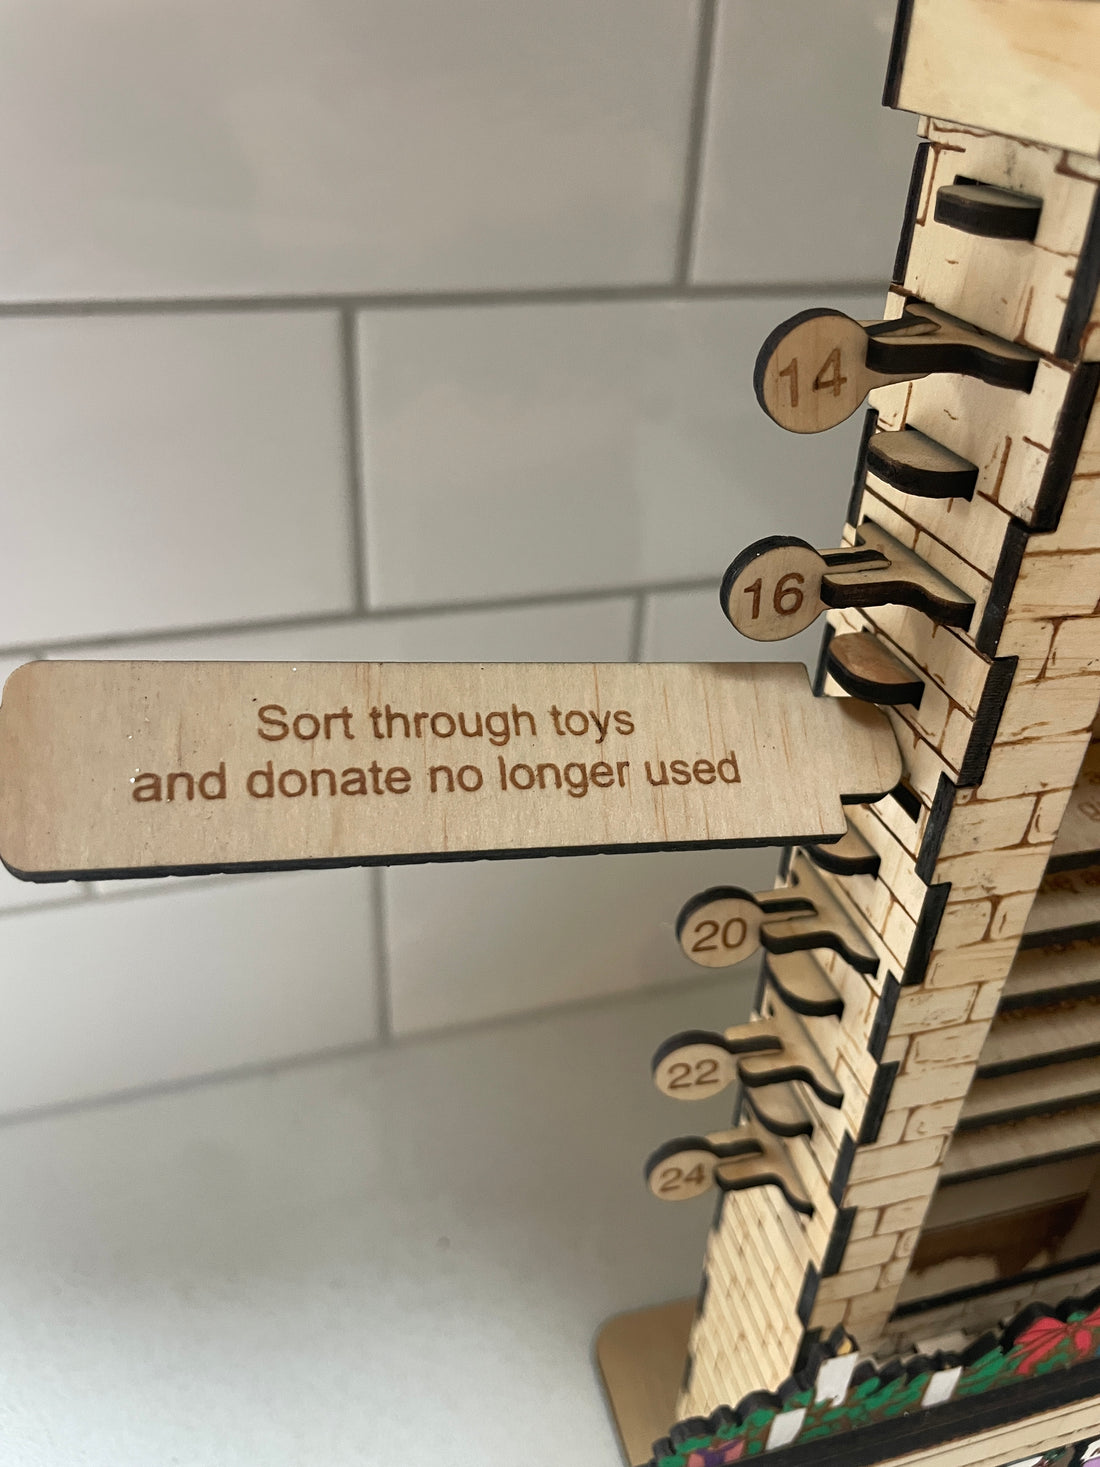 14
16
Sort through toys
and donate no longer used
20
22
24